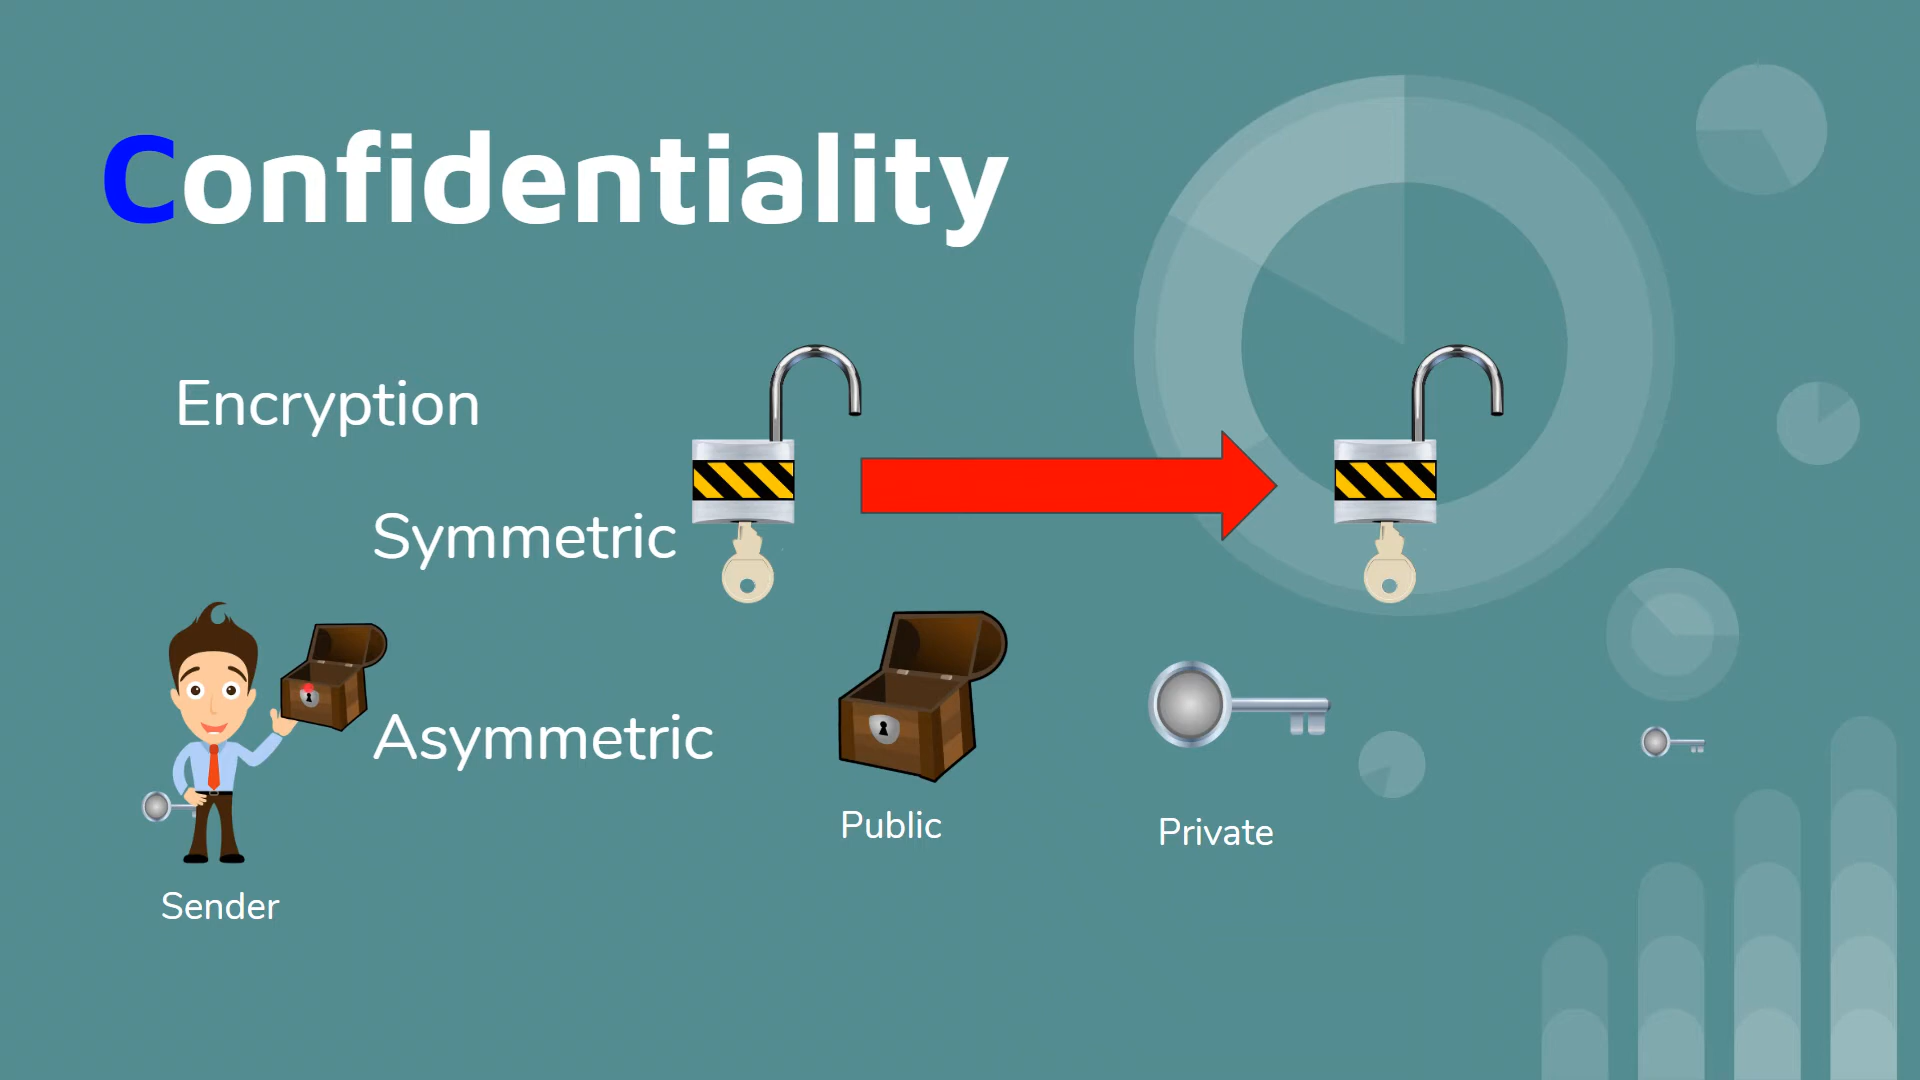 Confidentiality
Encryption
Symmetric
Asymmetric
Public
Private
Sender